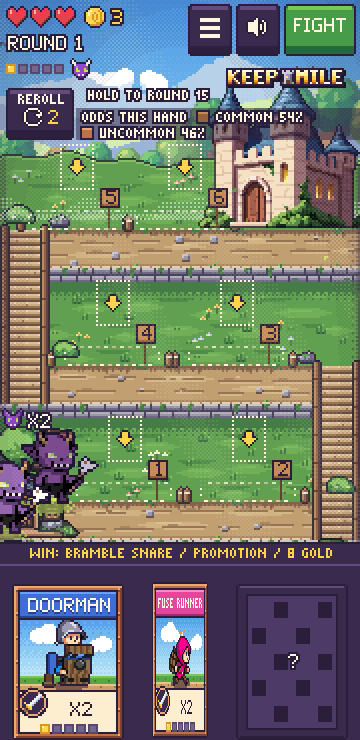 3
FIGHT
ROUND 1
KEEP MILE
REROLL
2
HOLD TO ROUND 15
ODDS THIS HAND COMMON 54%
UNCOMMON 46%
5
6
4
3
X2
1
2
WIN: BRAMBLE SNARE / PROMOTION / 8 GOLD
DOORMAN
X2
FUSE RUNNER
X2
?